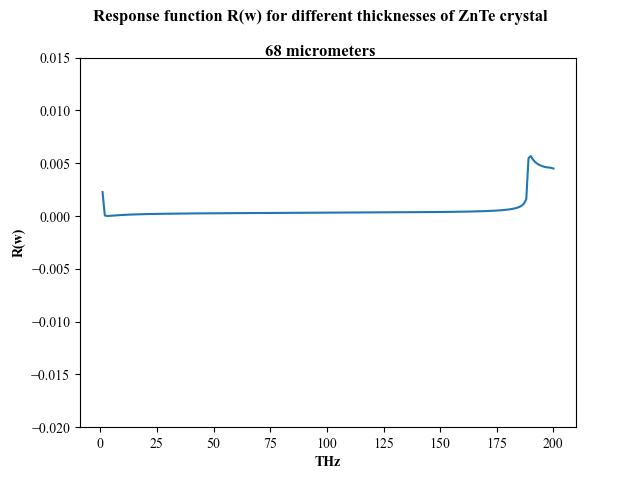 Response function R(w) for different thicknesses of ZnTe crystal
68 micrometers
0.015
0.010
0.005
0.000
−0.005
−0.010
−0.015
−0.020
R(w)
0 25 50 75 100 125 150 175 200
THz